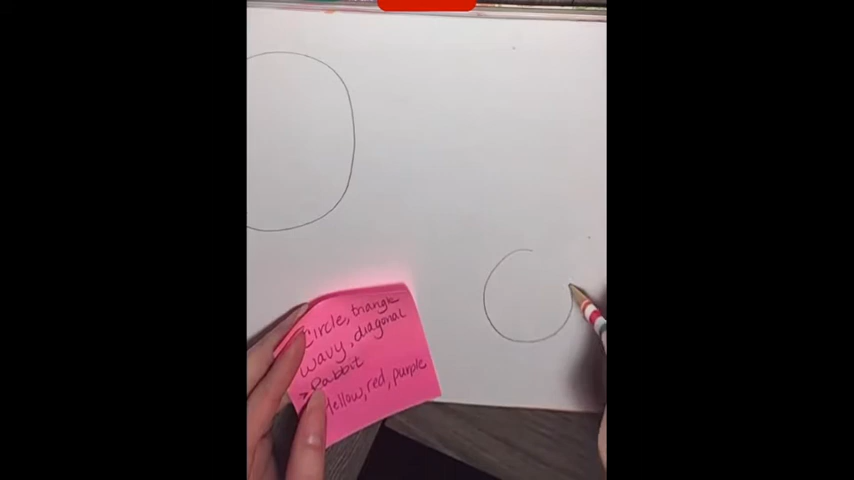 Circle, triangle
wavy, diagonal
> Rabbit
Yellow, red, purple